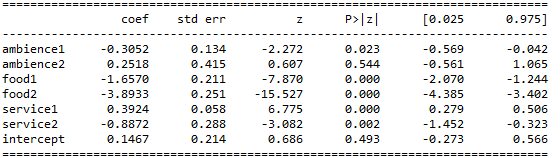 coef std err z P>|z| [0.025 0.975]
ambience1 -0.3052 0.134 -2.272 0.023 -0.569 -0.042
ambience2 0.2518 0.415 0.607 0.544 -0.561 1.065
food1 -1.6570 0.211 -7.870 0.000 -2.070 -1.244
food2 -3.8933 0.251 -15.527 0.000 -4.385 -3.402
service1 0.3924 0.058 6.775 0.000 0.279 0.506
service2 -0.8872 0.288 -3.082 0.002 -1.452 -0.323
intercept 0.1467 0.214 0.686 0.493 -0.273 0.566